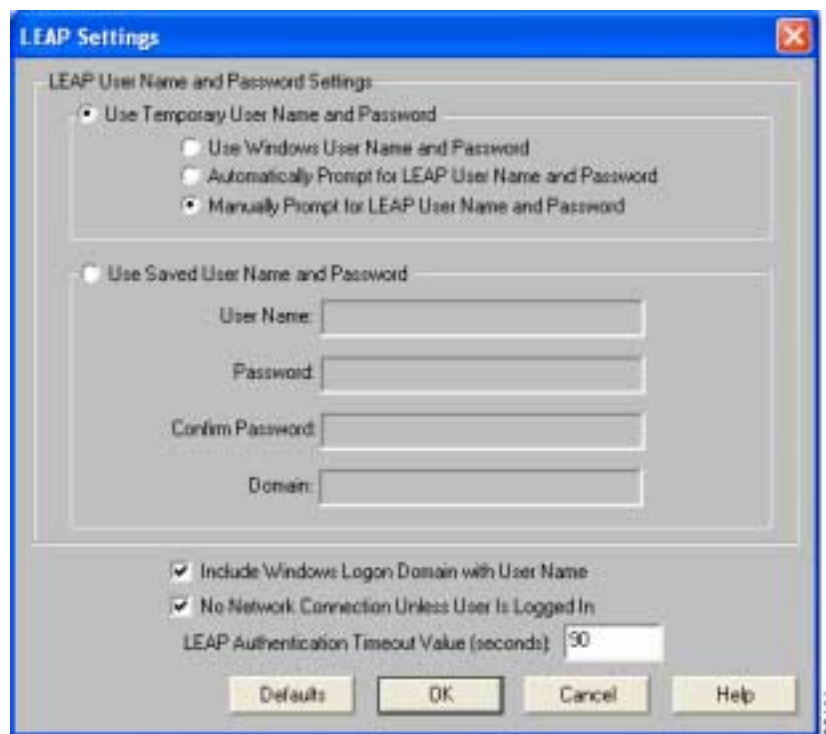 LEAP Settings
LEAP User Name and Password Settings
Use Temporary User Name and Password
Use Windows User Name and Password
Automatically Prompt for LEAP User Name and Password
Manually Prompt for LEAP User Name and Password
Use Saved User Name and Password
User Name:
Password:
Confirm Password:
Domain:
Include Windows Logon Domain with User Name
No Network Connection Unless User Is Logged In
LEAP Authentication Timeout Value (seconds): 90
Defaults OK Cancel Help